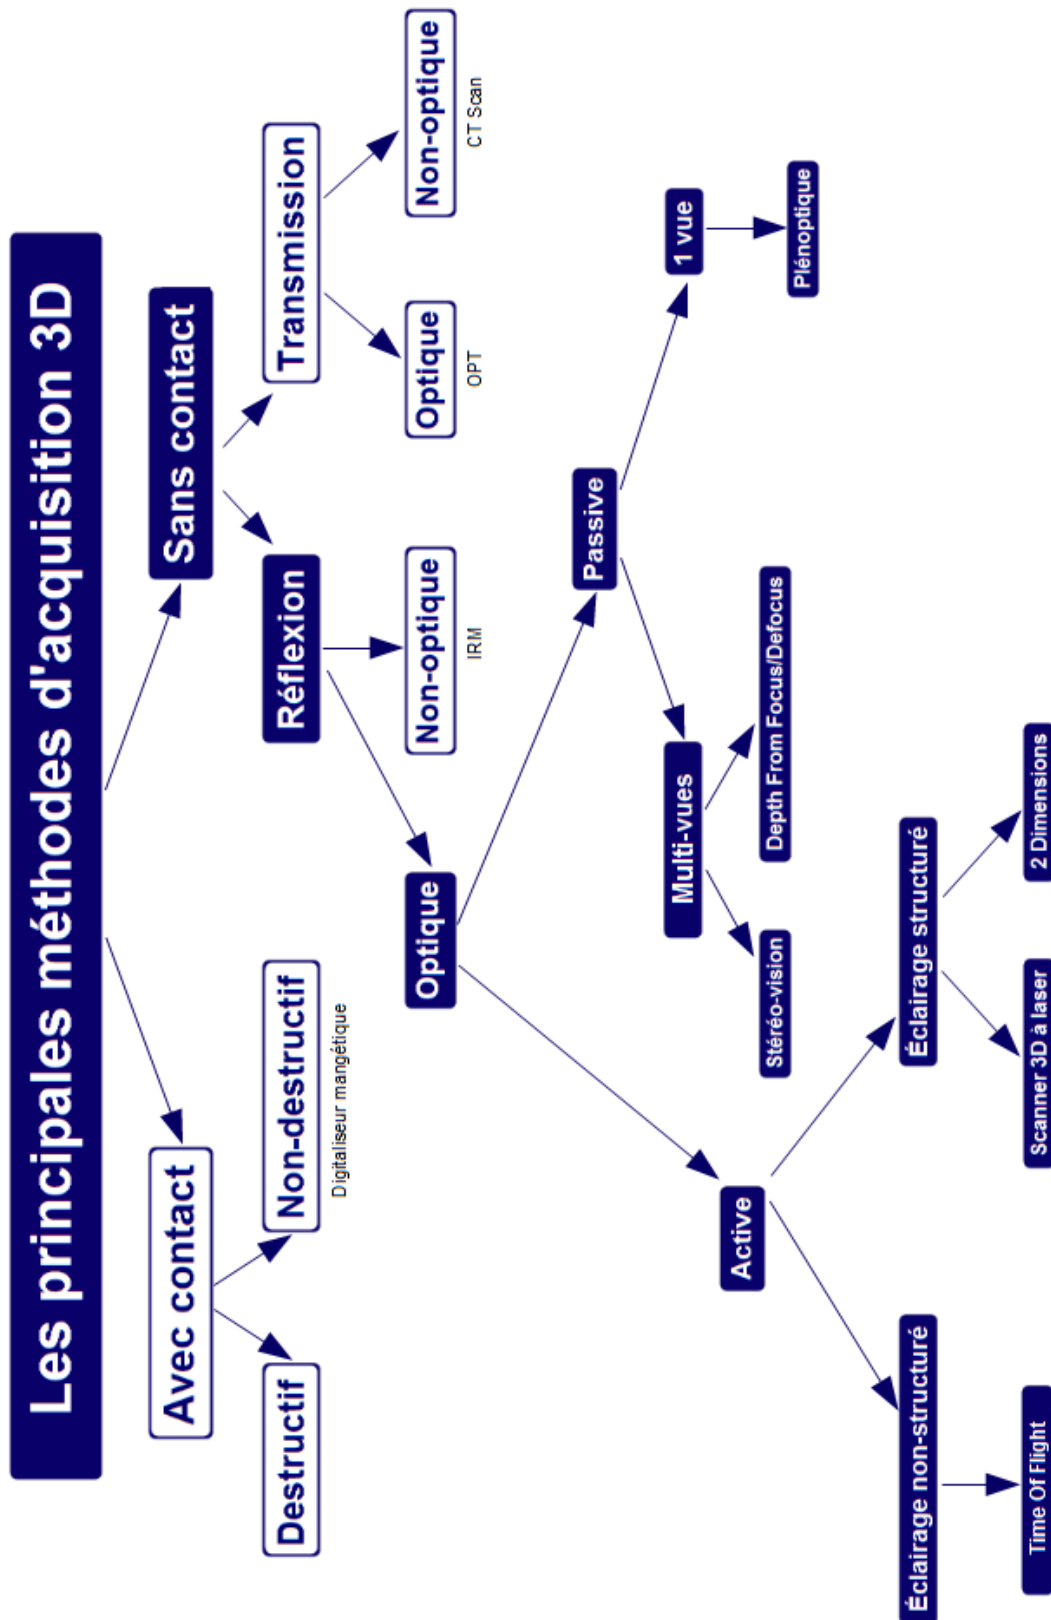 Les principales méthodes d'acquisition 3D
Avec contact
Sans contact
Destructif
Non-destructif
Digitaliseur mangétique
Réflexion
Transmission
Optique
Non-optique
IRM
Optique
OPT
Non-optique
CT Scan
Passive
Active
Multi-vues
1 vue
Stéréo-vision
Depth From Focus/Defocus
Plénoptique
Éclairage non-structuré
Éclairage structuré
Time Of Flight
Scanner 3D à laser
2 Dimensions